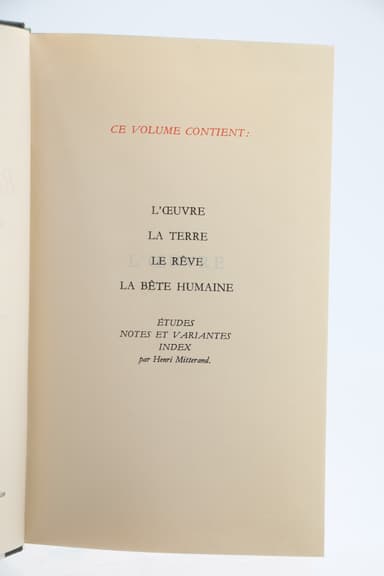 CE VOLUME CONTIENT :
L'ŒUVRE
LA TERRE
LE RÊVE
LA BÊTE HUMAINE
ÉTUDES
NOTES ET VARIANTES
INDEX
par Henri Mitterand.